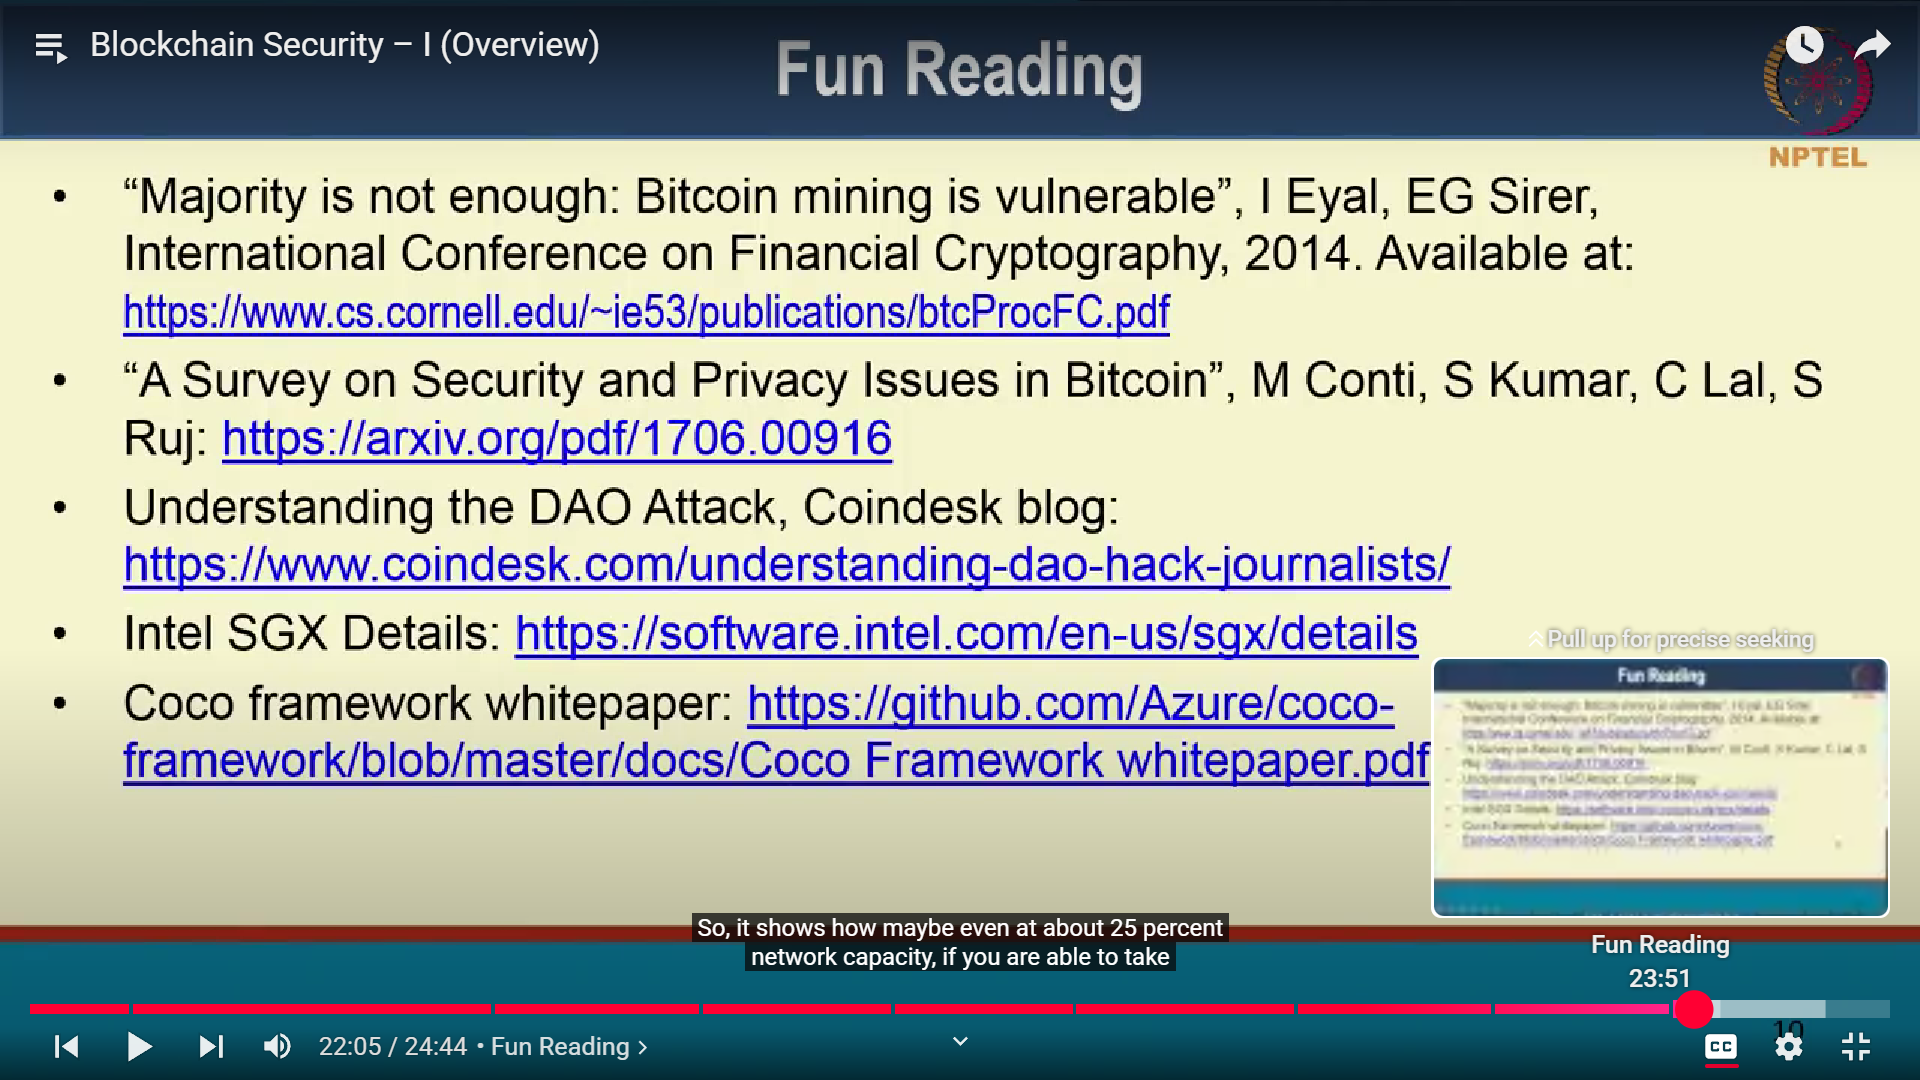 Blockchain Security – I (Overview)
Fun Reading
NPTEL
• “Majority is not enough: Bitcoin mining is vulnerable”, I Eyal, EG Sirer,
International Conference on Financial Cryptography, 2014. Available at:
https://www.cs.cornell.edu/~ie53/publications/btcProcFC.pdf
• “A Survey on Security and Privacy Issues in Bitcoin”, M Conti, S Kumar, C Lal, S
Ruj: https://arxiv.org/pdf/1706.00916
• Understanding the DAO Attack, Coindesk blog:
https://www.coindesk.com/understanding-dao-hack-journalists/
• Intel SGX Details: https://software.intel.com/en-us/sgx/details
• Coco framework whitepaper: https://github.com/Azure/coco-
framework/blob/master/docs/Coco Framework whitepaper.pdf
Pull up for precise seeking
Fun Reading
So, it shows how maybe even at about 25 percent
network capacity, if you are able to take
Fun Reading
23:51
10
22:05 / 24:44 • Fun Reading >
CC